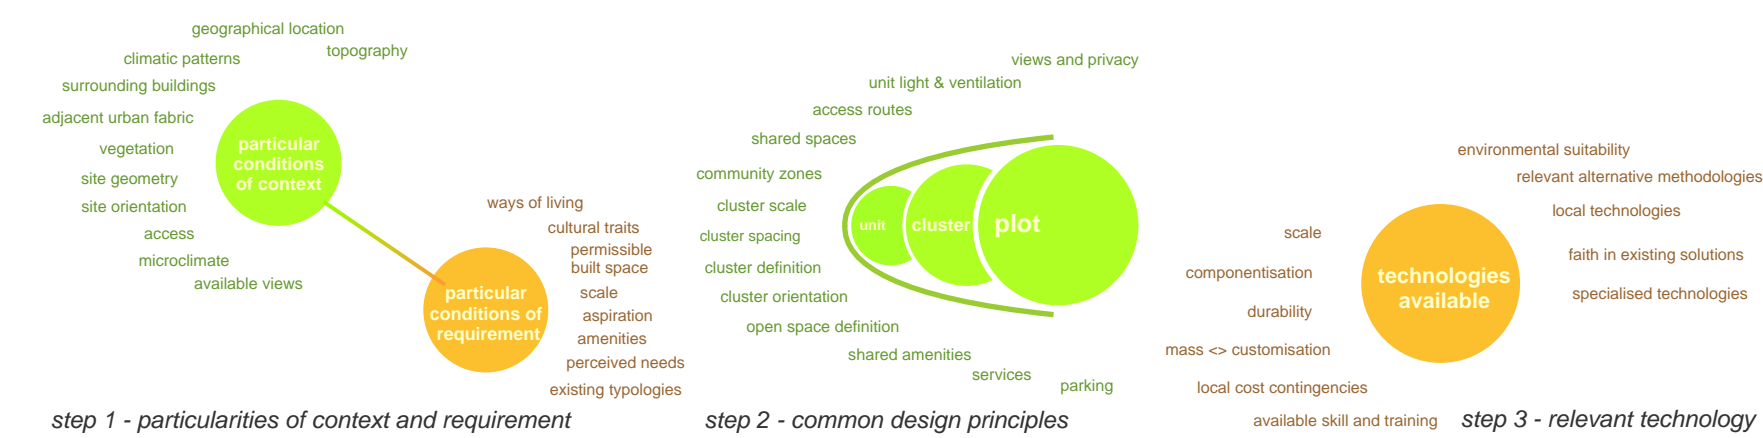 geographical location
topography
climatic patterns
surrounding buildings
adjacent urban fabric
vegetation
site geometry
site orientation
access
microclimate
available views
particular
conditions
of context
ways of living
cultural traits
permissible
built space
scale
aspiration
amenities
perceived needs
existing typologies
particular
conditions of
requirement
step 1 - particularities of context and requirement
views and privacy
unit light & ventilation
access routes
shared spaces
community zones
cluster scale
cluster spacing
cluster definition
cluster orientation
open space definition
shared amenities
services
parking
unit
cluster
plot
step 2 - common design principles
environmental suitability
relevant alternative methodologies
local technologies
faith in existing solutions
specialised technologies
scale
componentisation
durability
mass <> customisation
local cost contingencies
available skill and training
technologies
available
step 3 - relevant technology